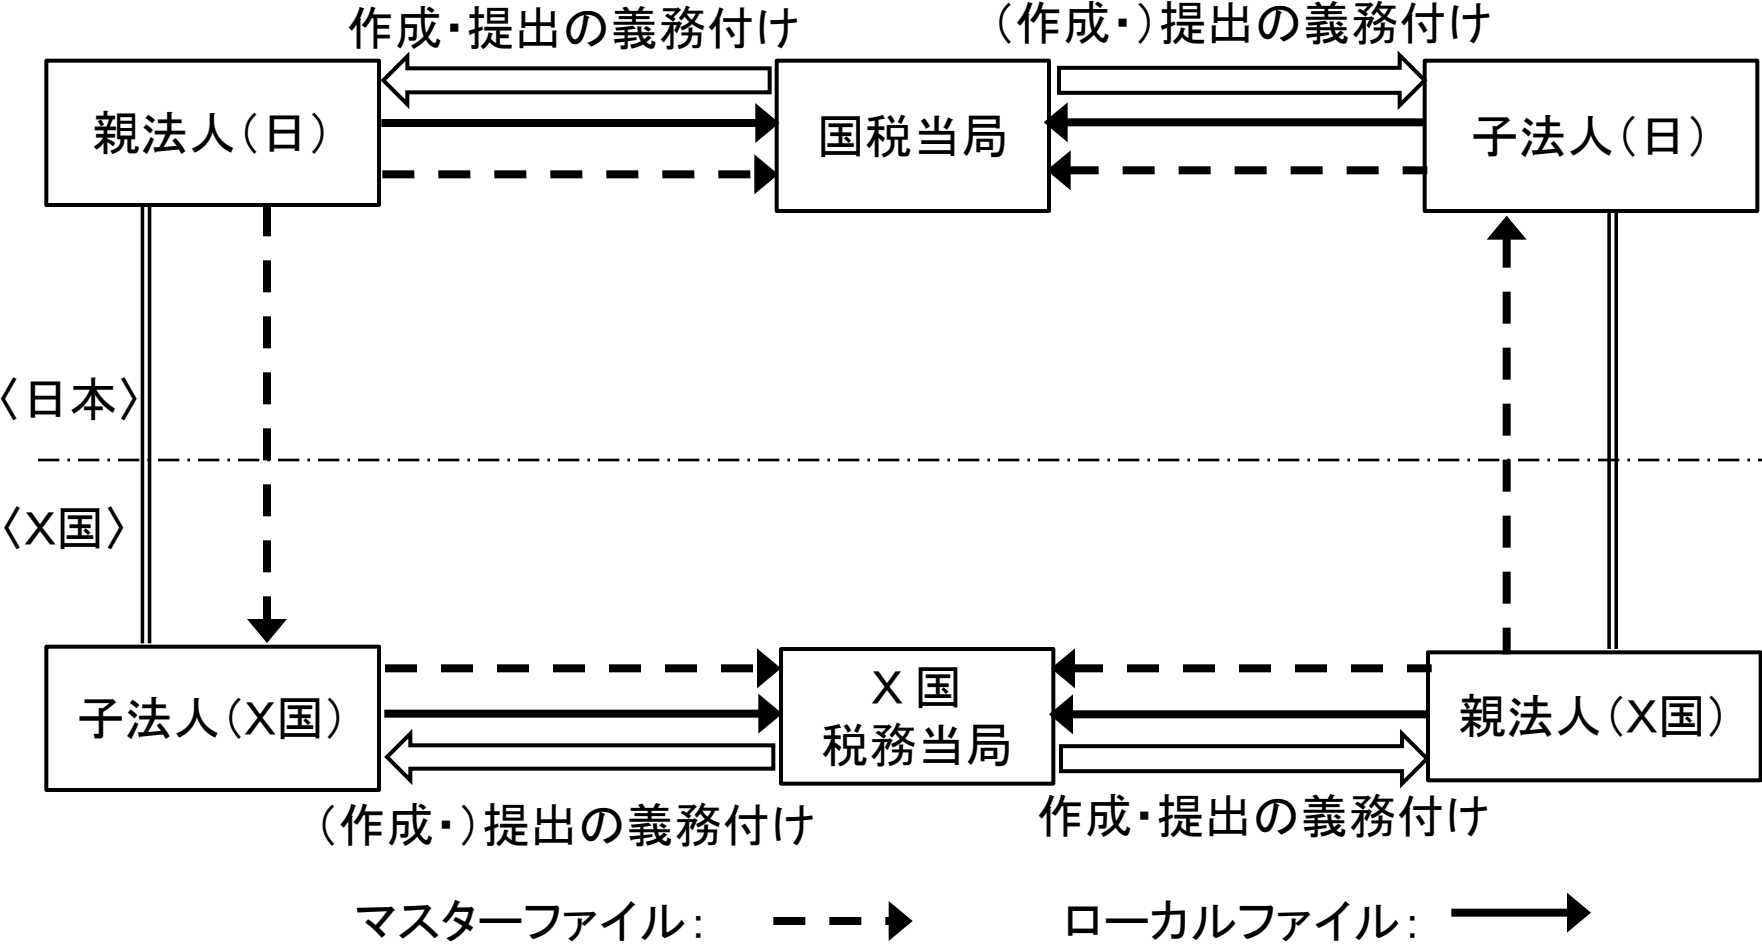 作成・提出の義務付け
（作成・）提出の義務付け
親法人（日）
国税当局
子法人（日）
〈日本〉
〈X国〉
子法人（X国）
X国
税務当局
親法人（X国）
（作成・）提出の義務付け
作成・提出の義務付け
マスターファイル：
ローカルファイル：